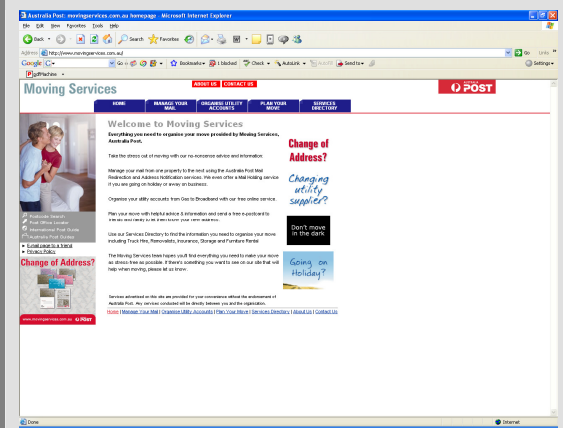 Australia Post: movingservices.com.au homepage - Microsoft Internet Explorer
File Edit View Favorites Tools Help
Back Search Favorites
Address http://www.movingservices.com.au/ Go Links
Google Go Bookmarks 1 blocked Check AutoLink AutoFill Send to Settings
pdfMachine
Moving Services
ABOUT US CONTACT US
AUSTRALIA POST
HOME MANAGE YOUR MAIL ORGANISE UTILITY ACCOUNTS PLAN YOUR MOVE SERVICES DIRECTORY
Welcome to Moving Services
Everything you need to organise your move provided by Moving Services,
Australia Post.
Take the stress out of moving with our no-nonsense advice and information:
Manage your mail from one property to the next using the Australia Post Mail
Redirection and Address Notification services. We even offer a Mail Holding service
if you are going on holiday or away on business.
Organise your utility accounts from Gas to Broadband with our free online service.
Plan your move with helpful advice & information and send a free e-postcard to
friends and family to let them know your new address.
Use our Services Directory to find the information you need to organise your move
including Truck Hire, Removalists, Insurance, Storage and Furniture Rental
The Moving Services team hopes you'll find everything you need to make your move
as stress-free as possible. If there's something you want to see on our site that will
help when moving, please let us know.
Services advertised on this site are provided for your convenience without the endorsement of
Australia Post. Any services conducted will be directly between you and the organisation.
Home | Manage Your Mail | Organise Utility Accounts | Plan Your Move | Services Directory | About Us | Contact Us
Change of
Address?
Changing
utility
supplier?
Don't move
in the dark
Going on
Holiday?
Postcode Search
Post Office Locator
International Post Guide
Australia Post Guides
Email page to a friend
Privacy Policy
Change of Address?
www.movingservices.com.au POST
Done Internet